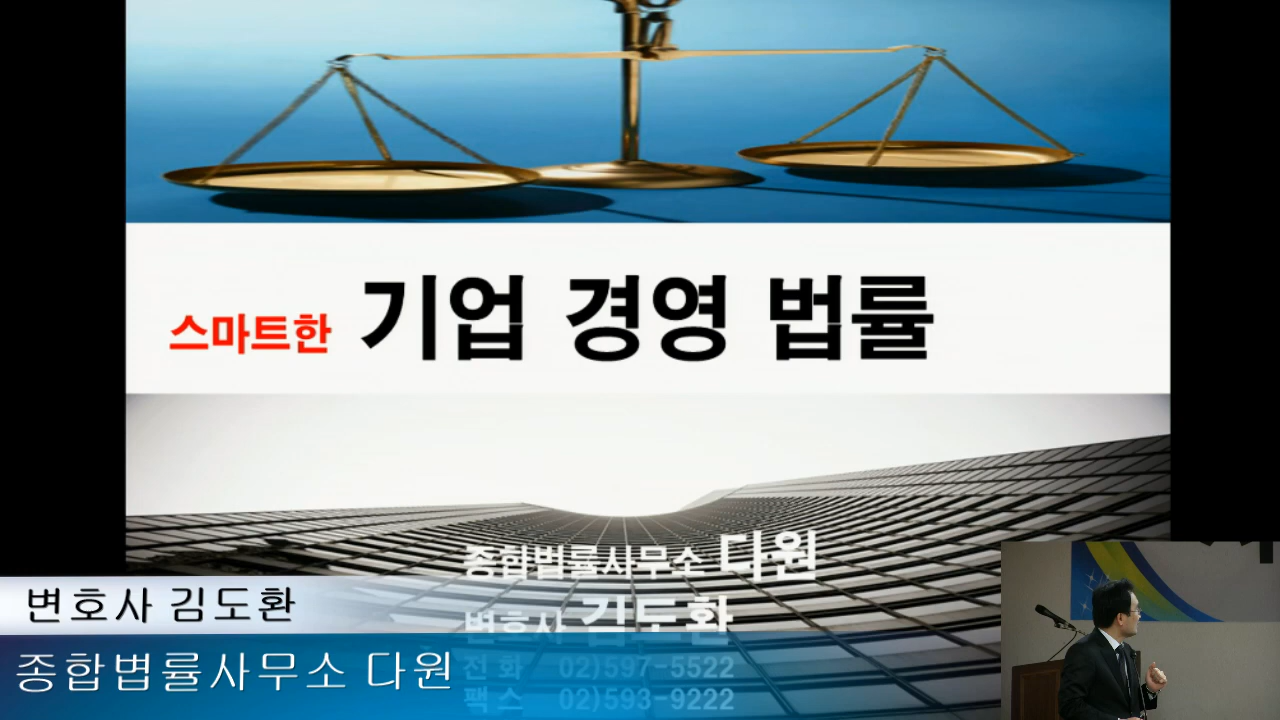 스마트한 기업 경영 법률
종합법률사무소 다원
변호사 김도환
변호사 김도환
종합법률사무소 다원
전 화 02)597-5522
팩 스 02)593-9222